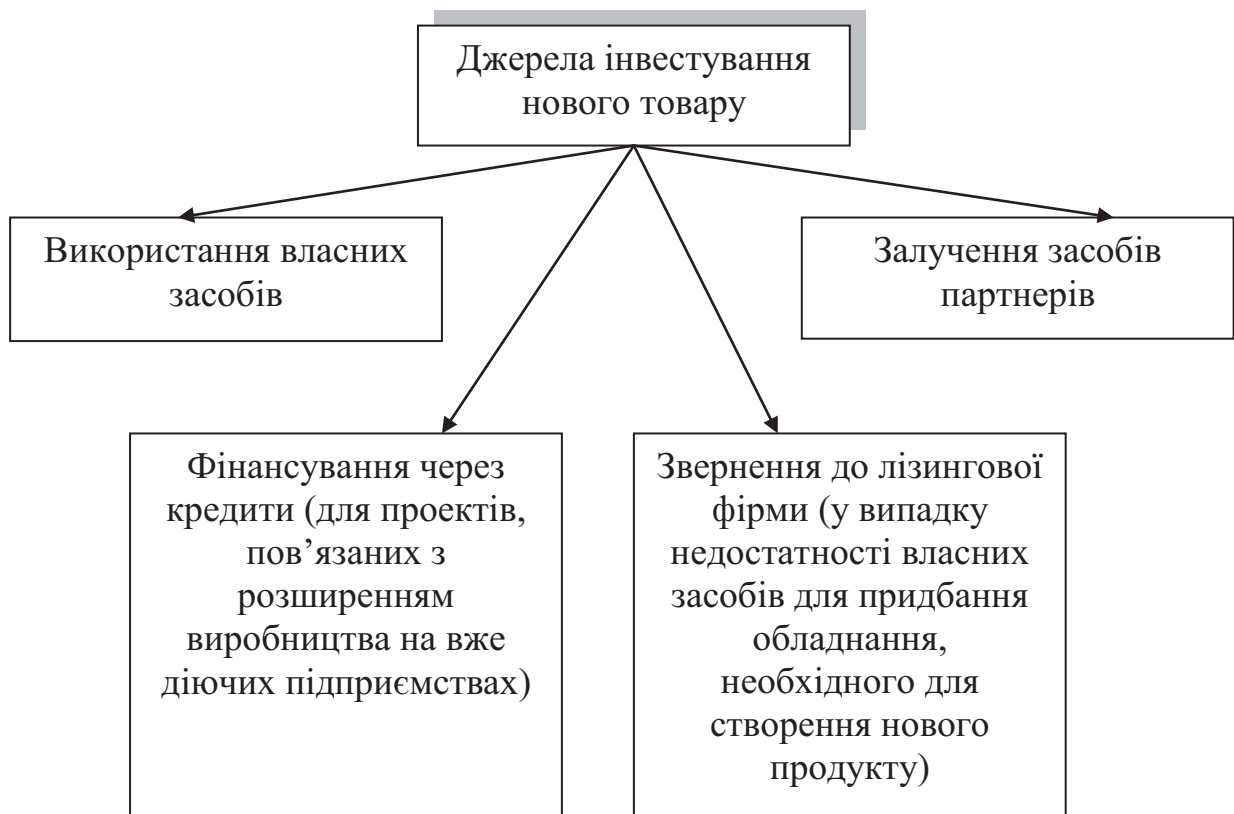 Джерела інвестування
нового товару
Використання власних
засобів
Залучення засобів
партнерів
Фінансування через
кредити (для проектів,
пов’язаних з
розширенням
виробництва на вже
діючих підприємствах)
Звернення до лізингової
фірми (у випадку
недостатності власних
засобів для придбання
обладнання,
необхідного для
створення нового
продукту)